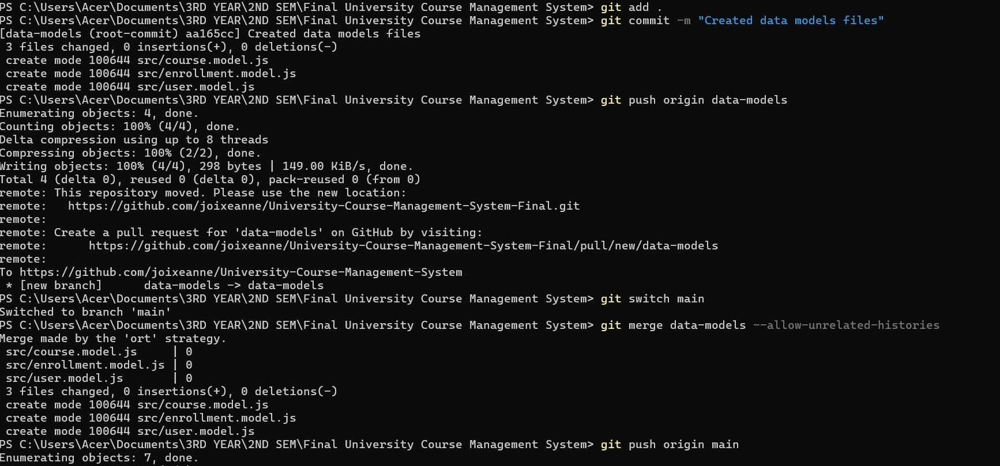 PS C:\Users\Acer\Documents\3RD YEAR\2ND SEM\Final University Course Management System> git add .
PS C:\Users\Acer\Documents\3RD YEAR\2ND SEM\Final University Course Management System> git commit -m "Created data models files"
[data-models (root-commit) aa165cc] Created data models files
 3 files changed, 0 insertions(+), 0 deletions(-)
 create mode 100644 src/course.model.js
 create mode 100644 src/enrollment.model.js
 create mode 100644 src/user.model.js
PS C:\Users\Acer\Documents\3RD YEAR\2ND SEM\Final University Course Management System> git push origin data-models
Enumerating objects: 4, done.
Counting objects: 100% (4/4), done.
Delta compression using up to 8 threads
Compressing objects: 100% (2/2), done.
Writing objects: 100% (4/4), 298 bytes | 149.00 KiB/s, done.
Total 4 (delta 0), reused 0 (delta 0), pack-reused 0 (from 0)
remote: This repository moved. Please use the new location:
remote:   https://github.com/joixeanne/University-Course-Management-System-Final.git
remote:
remote: Create a pull request for 'data-models' on GitHub by visiting:
remote:      https://github.com/joixeanne/University-Course-Management-System-Final/pull/new/data-models
remote:
To https://github.com/joixeanne/University-Course-Management-System
 * [new branch]      data-models -> data-models
PS C:\Users\Acer\Documents\3RD YEAR\2ND SEM\Final University Course Management System> git switch main
Switched to branch 'main'
PS C:\Users\Acer\Documents\3RD YEAR\2ND SEM\Final University Course Management System> git merge data-models --allow-unrelated-histories
Merge made by the 'ort' strategy.
 src/course.model.js     | 0
 src/enrollment.model.js | 0
 src/user.model.js       | 0
 3 files changed, 0 insertions(+), 0 deletions(-)
 create mode 100644 src/course.model.js
 create mode 100644 src/enrollment.model.js
 create mode 100644 src/user.model.js
PS C:\Users\Acer\Documents\3RD YEAR\2ND SEM\Final University Course Management System> git push origin main
Enumerating objects: 7, done.